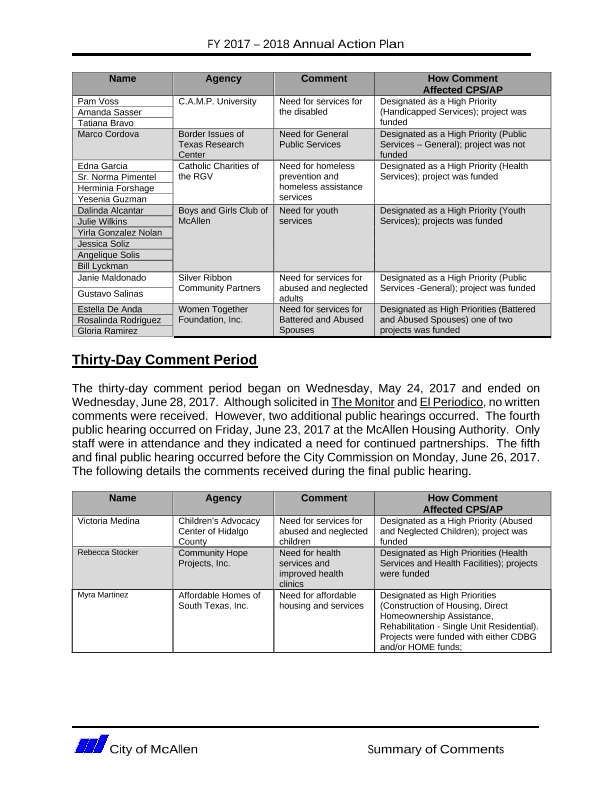 FY 2017 – 2018 Annual Action Plan
Name Agency Comment How Comment
Affected CPS/AP
Pam Voss
Amanda Sasser
Tatiana Bravo
C.A.M.P. University
Need for services for
the disabled
Designated as a High Priority
(Handicapped Services); project was
funded
Marco Cordova
Border Issues of
Texas Research
Center
Need for General
Public Services
Designated as a High Priority (Public
Services – General); project was not
funded
Edna Garcia
Sr. Norma Pimentel
Herminia Forshage
Yesenia Guzman
Catholic Charities of
the RGV
Need for homeless
prevention and
homeless assistance
services
Designated as a High Priority (Health
Services); project was funded
Dalinda Alcantar
Julie Wilkins
Yirla Gonzalez Nolan
Jessica Soliz
Angelique Solis
Bill Lyckman
Boys and Girls Club of
McAllen
Need for youth
services
Designated as a High Priority (Youth
Services); projects was funded
Janie Maldonado
Gustavo Salinas
Silver Ribbon
Community Partners
Need for services for
abused and neglected
adults
Designated as a High Priority (Public
Services -General); project was funded
Estella De Anda
Rosalinda Rodriguez
Gloria Ramirez
Women Together
Foundation, Inc.
Need for services for
Battered and Abused
Spouses
Designated as High Priorities (Battered
and Abused Spouses) one of two
projects was funded
Thirty-Day Comment Period
The thirty-day comment period began on Wednesday, May 24, 2017 and ended on
Wednesday, June 28, 2017. Although solicited in The Monitor and El Periodico, no written
comments were received. However, two additional public hearings occurred. The fourth
public hearing occurred on Friday, June 23, 2017 at the McAllen Housing Authority. Only
staff were in attendance and they indicated a need for continued partnerships. The fifth
and final public hearing occurred before the City Commission on Monday, June 26, 2017.
The following details the comments received during the final public hearing.
Name Agency Comment How Comment
Affected CPS/AP
Victoria Medina
Children's Advocacy
Center of Hidalgo
County
Need for services for
abused and neglected
children
Designated as a High Priority (Abused
and Neglected Children); project was
funded
Rebecca Stocker
Community Hope
Projects, Inc.
Need for health
services and
improved health
clinics
Designated as High Priorities (Health
Services and Health Facilities); projects
were funded
Myra Martinez
Affordable Homes of
South Texas, Inc.
Need for affordable
housing and services
Designated as High Priorities
(Construction of Housing, Direct
Homeownership Assistance,
Rehabilitation - Single Unit Residential).
Projects were funded with either CDBG
and/or HOME funds;
City of McAllen Summary of Comments